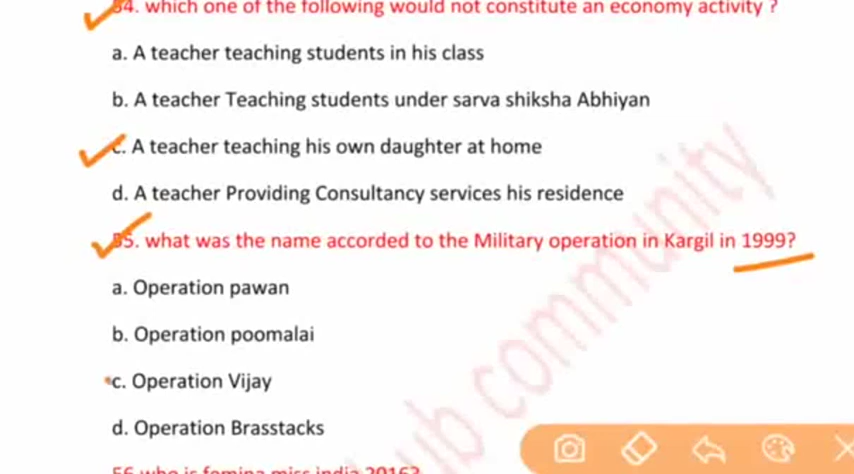 54. which one of the following would not constitute an economy activity ?
a. A teacher teaching students in his class
b. A teacher Teaching students under sarva shiksha Abhiyan
c. A teacher teaching his own daughter at home
d. A teacher Providing Consultancy services his residence
55. what was the name accorded to the Military operation in Kargil in 1999?
a. Operation pawan
b. Operation poomalai
c. Operation Vijay
d. Operation Brasstacks
56 who is femina miss india 2016?
ub community